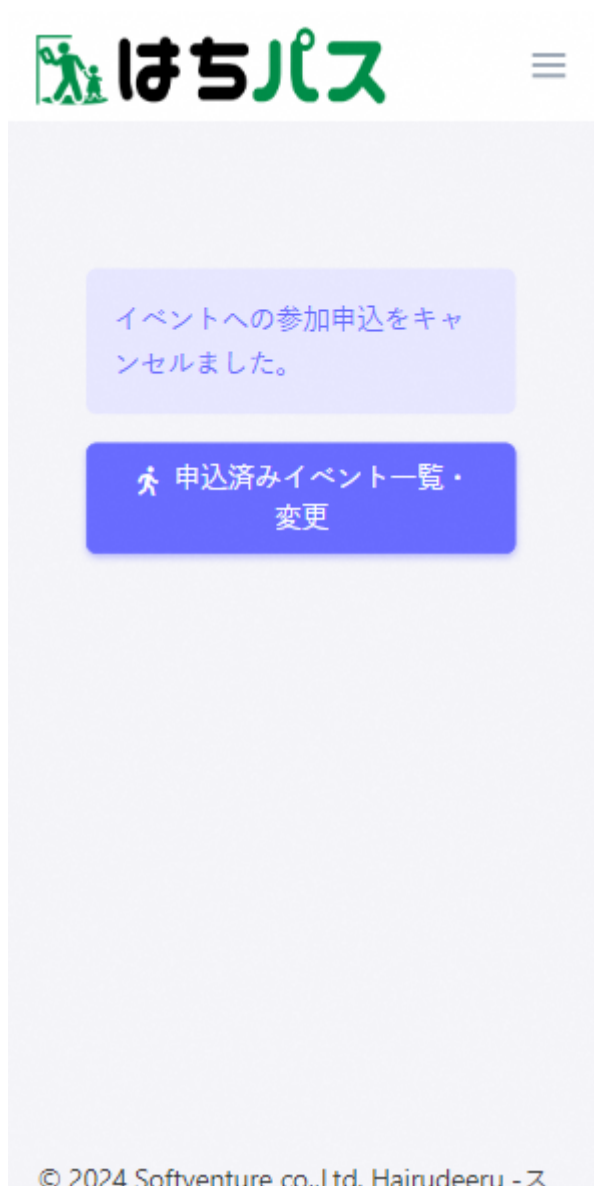 はちパス
イベントへの参加申込をキャ
ンセルました。
申込済みイベント一覧・
変更
© 2024 Softventure co.,Ltd. Hairudeeru - ス